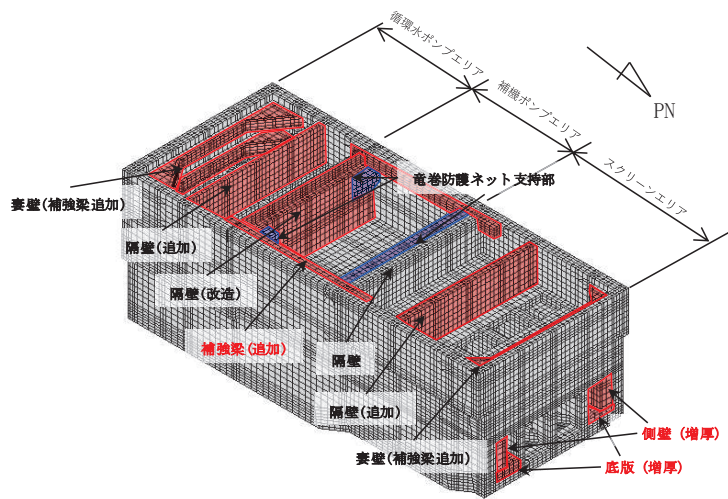 循環水ポンプエリア
補機ポンプエリア
スクリーンエリア
PN
竜巻防護ネット支持部
妻壁(補強梁追加)
隔壁(追加)
隔壁(改造)
補強梁(追加)
隔壁
隔壁(追加)
妻壁(補強梁追加)
側壁(増厚)
底版(増厚)